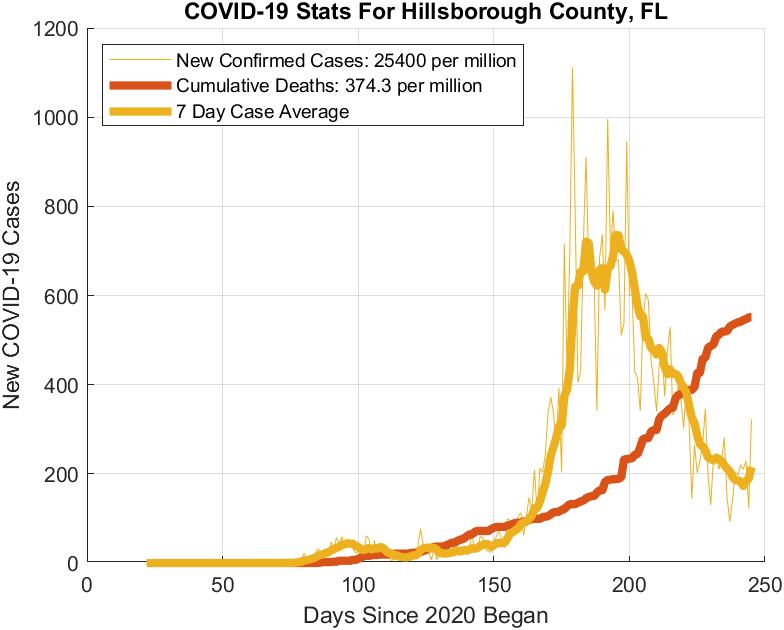 COVID-19 Stats For Hillsborough County, FL
New Confirmed Cases: 25400 per million
Cumulative Deaths: 374.3 per million
7 Day Case Average
New COVID-19 Cases
1200
1000
800
600
400
200
0
0 50 100 150 200 250
Days Since 2020 Began